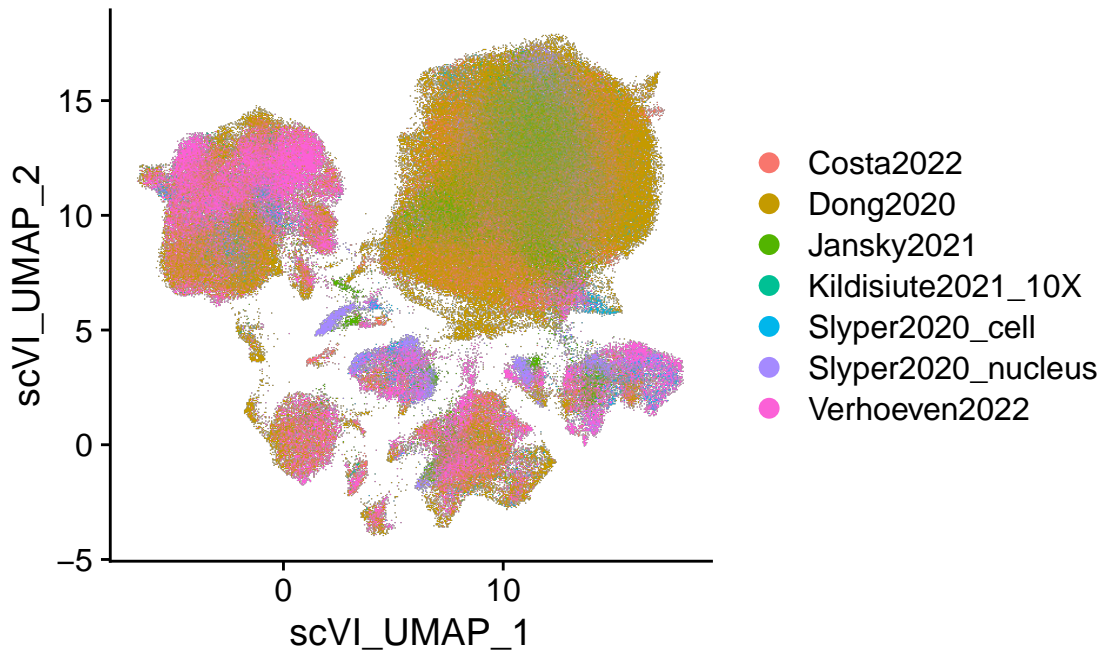 scVI_UMAP_2
15
10
5
0
−5
0
10
scVI_UMAP_1
Costa2022
Dong2020
Jansky2021
Kildisiute2021_10X
Slyper2020_cell
Slyper2020_nucleus
Verhoeven2022